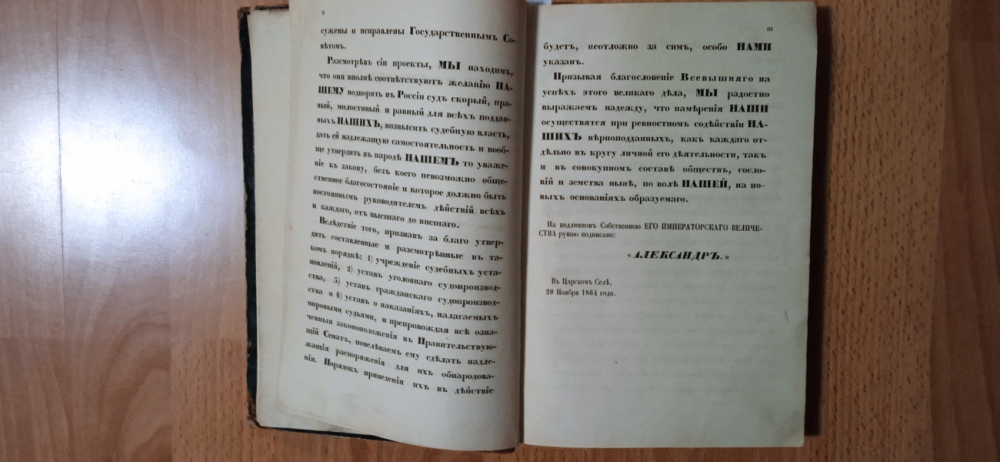 II
сужены и исправлены Государственнымъ Со-
вѣтомъ.
Разсмотрѣвъ сіи проекты, МЫ находимъ,
что они вполнѣ соотвѣтствуютъ желанію НА-
ШЕМУ водворить въ Россіи судъ скорый, пра-
вый, милостивый и равный для всѣхъ поддан-
ныхъ НАШИХЪ, возвысить судебную власть,
дать ей надлежащую самостоятельность и вооб-
ще утвердить въ народѣ НАШЕМЪ то уваже-
ніе къ закону, безъ коего невозможно обще-
ственное благосостояніе и которое должно быть
постояннымъ руководителемъ дѣйствій всѣхъ
и каждаго, отъ высшаго до низшаго.
Вслѣдствіе того, признавъ за благо утвер-
дить составленные и разсмотрѣнные въ та-
комъ порядкѣ: 1) учрежденіе судебныхъ уста-
новленій, 2) уставъ уголовнаго судопроизвод-
ства, 3) уставъ гражданскаго судопроизвод-
ства и 4) уставъ о наказаніяхъ, налагаемыхъ
мировыми судьями, и препровождая всѣ озна-
ченныя законоположенія въ Правительствую-
щій Сенатъ, повелѣваемъ ему сдѣлать надле-
жащія распоряженія для ихъ обнародова-
нія. Порядокъ приведенія ихъ въ дѣйствіе
III
будетъ, неотложно за симъ, особо НАМИ
указанъ.
Призывая благословеніе Всевышняго на
успѣхъ этого великаго дѣла, МЫ радостно
выражаемъ надежду, что намѣренія НАШИ
осуществятся при ревностномъ содѣйствіи НА-
ШИХЪ вѣрноподданныхъ, какъ каждаго от-
дѣльно въ кругу личной его дѣятельности, такъ
и въ совокупномъ составѣ обществъ, сосло-
вій и земства нынѣ, по волѣ НАШЕЙ, на но-
выхъ основаніяхъ образуемаго.
На подлинномъ Собственною ЕГО ИМПЕРАТОРСКАГО ВЕЛИЧЕ-
СТВА рукою подписано:
«АЛЕКСАНДРЪ.»
Въ Царскомъ Селѣ,
20 Ноября 1864 года.